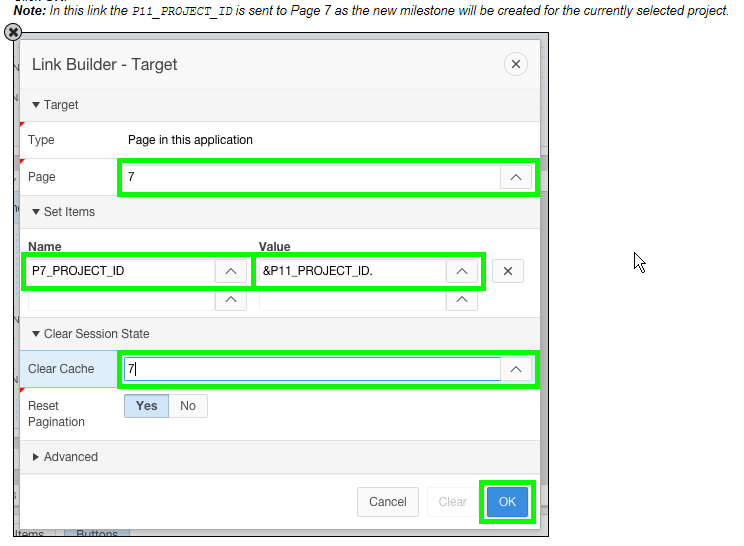 Note: In this link the P11_PROJECT_ID is sent to Page 7 as the new milestone will be created for the currently selected project.
Link Builder - Target
Target
Type Page in this application
Page 7
Set Items
Name Value
P7_PROJECT_ID &P11_PROJECT_ID.
Clear Session State
Clear Cache 7
Reset Pagination Yes No
Advanced
Cancel Clear OK
Items Buttons